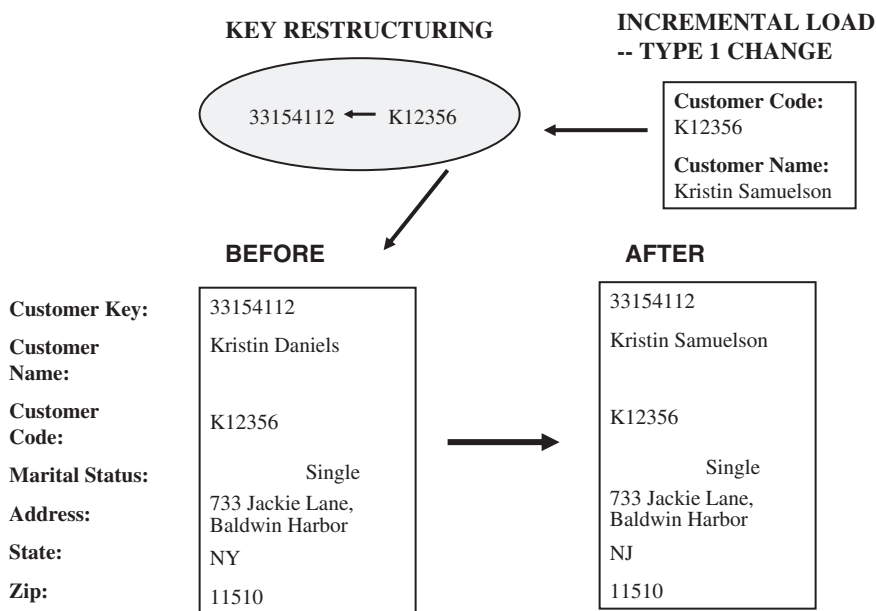 KEY RESTRUCTURING
INCREMENTAL LOAD
-- TYPE 1 CHANGE
33154112
K12356
Customer Code:
K12356
Customer Name:
Kristin Samuelson
BEFORE
AFTER
Customer Key:
33154112
33154112
Customer
Name:
Kristin Daniels
Kristin Samuelson
Customer
Code:
K12356
K12356
Marital Status:
Single
Single
Address:
733 Jackie Lane,
Baldwin Harbor
733 Jackie Lane,
Baldwin Harbor
State:
NY
NJ
Zip:
11510
11510